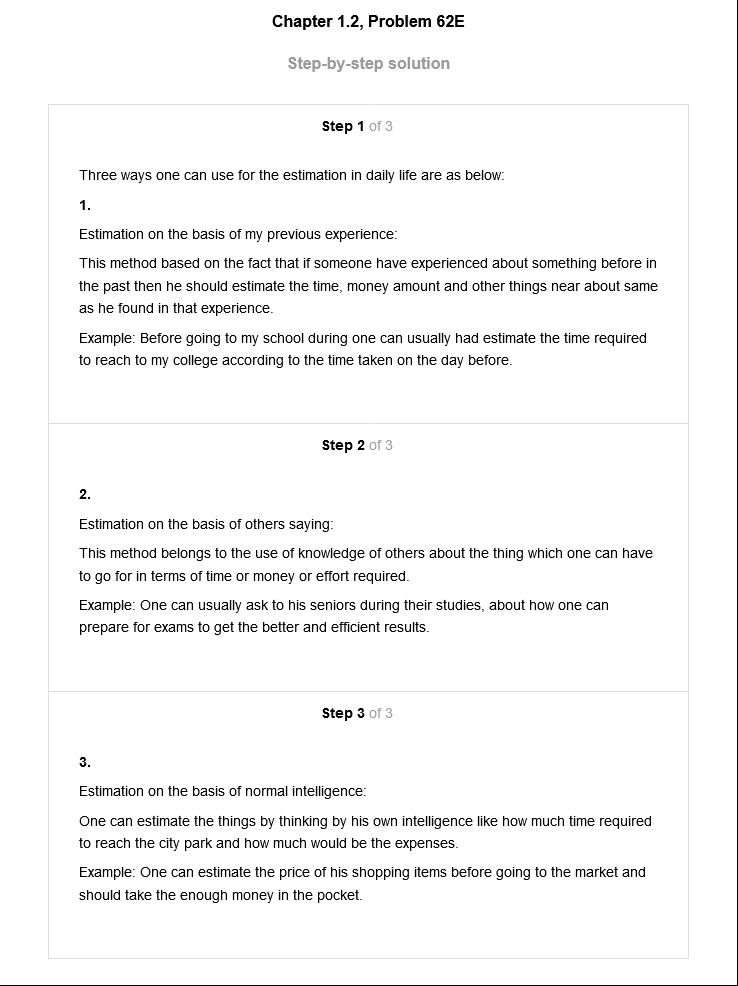 Chapter 1.2, Problem 62E
Step-by-step solution
Step 1 of 3
Three ways one can use for the estimation in daily life are as below:
1.
Estimation on the basis of my previous experience:
This method based on the fact that if someone have experienced about something before in
the past then he should estimate the time, money amount and other things near about same
as he found in that experience.
Example: Before going to my school during one can usually had estimate the time required
to reach to my college according to the time taken on the day before.
Step 2 of 3
2.
Estimation on the basis of others saying:
This method belongs to the use of knowledge of others about the thing which one can have
to go for in terms of time or money or effort required.
Example: One can usually ask to his seniors during their studies, about how one can
prepare for exams to get the better and efficient results.
Step 3 of 3
3.
Estimation on the basis of normal intelligence:
One can estimate the things by thinking by his own intelligence like how much time required
to reach the city park and how much would be the expenses.
Example: One can estimate the price of his shopping items before going to the market and
should take the enough money in the pocket.